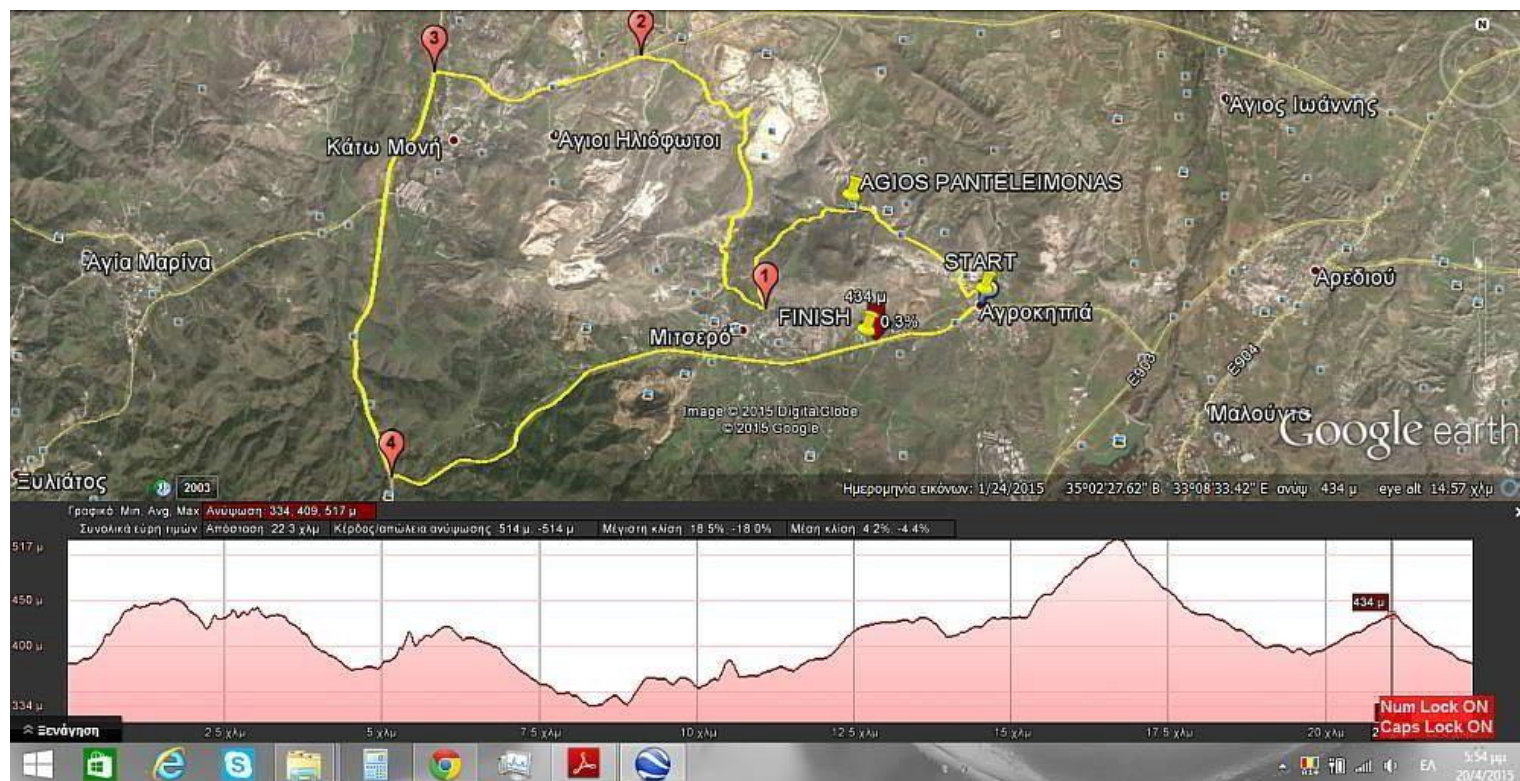 3
2
Άγιος Ιωάννης
Κάτω Μονή
Άγιοι Ηλιόφωτοι
AGIOS PANTELEIMONAS
Αγία Μαρίνα
START
Αρεδιού
1
434 μ
FINISH
0.3%
Αγροκηπιά
Μιτσερό
E903
E904
Image © 2015 DigitalGlobe
© 2015 Google
Μαλούντα
Google earth
4
Ξυλιάτος
2003
Ημερομηνία εικόνων: 1/24/2015 35°02'27.62" Β 33°08'33.42" Ε ανύψ 434 μ eye alt 14.57 χλμ
Γραφικό: Min, Avg, Max Ανύψωση: 334, 409, 517 μ
Συνολικά εύρη τιμών: Απόσταση: 22.3 χλμ Κέρδος/απώλεια ανύψωσης: 514 μ, -514 μ Μέγιστη κλίση: 18.5%, -18.0% Μέση κλίση: 4.2%, -4.4%
517 μ
450 μ
434 μ
400 μ
334 μ
Num Lock ON
Caps Lock ON
Ξενάγηση
2.5 χλμ 5 χλμ 7.5 χλμ 10 χλμ 12.5 χλμ 15 χλμ 17.5 χλμ 20 χλμ
ΕΛ
5:54 μμ
20/4/2015
N